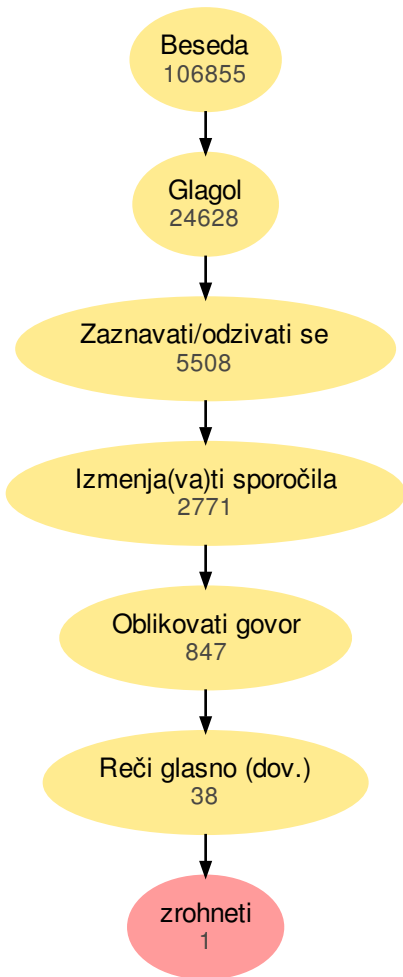 Beseda
106855
Glagol
24628
Zaznavati/odzivati se
5508
Izmenja(va)ti sporočila
2771
Oblikovati govor
847
Reči glasno (dov.)
38
zrohneti
1